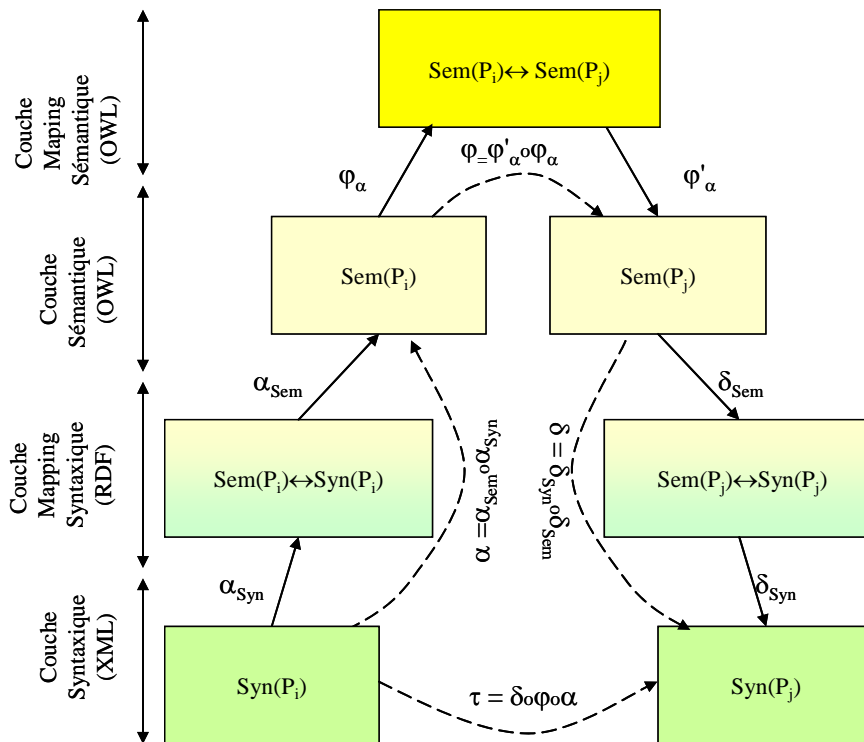 Couche
Maping
Sémantique
(OWL)
Sem(Pi)↔ Sem(Pj)
φα
φ=φ'αoφα
φ'α
Couche
Sémantique
(OWL)
Sem(Pi)
Sem(Pj)
αSem
δSem
Couche
Mapping
Syntaxique
(RDF)
Sem(Pi)↔Syn(Pi)
α =αSemoαSyn
δ = δSynoδSem
Sem(Pj)↔Syn(Pj)
αSyn
δSyn
Couche
Syntaxique
(XML)
Syn(Pi)
τ = δoφoα
Syn(Pj)